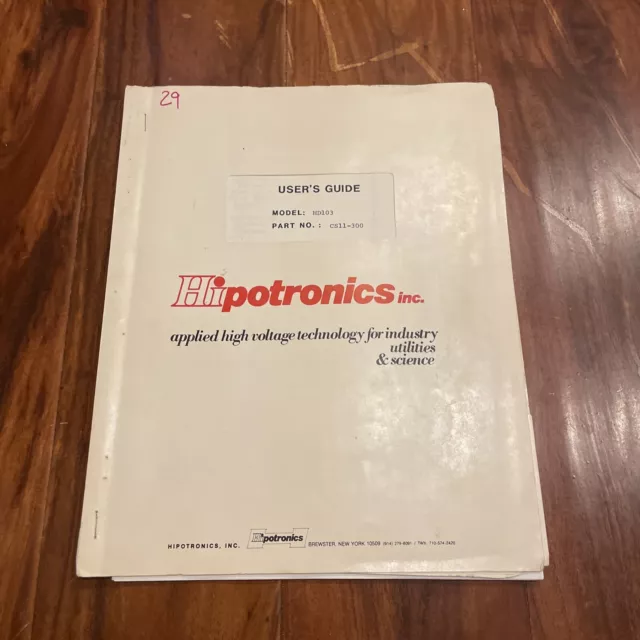 29
USER'S GUIDE
MODEL: HD103
PART NO.: CS11-300
Hipotronics inc.
applied high voltage technology for industry
utilities
& science
HIPOTRONICS, INC. Hipotronics BREWSTER, NEW YORK 10509